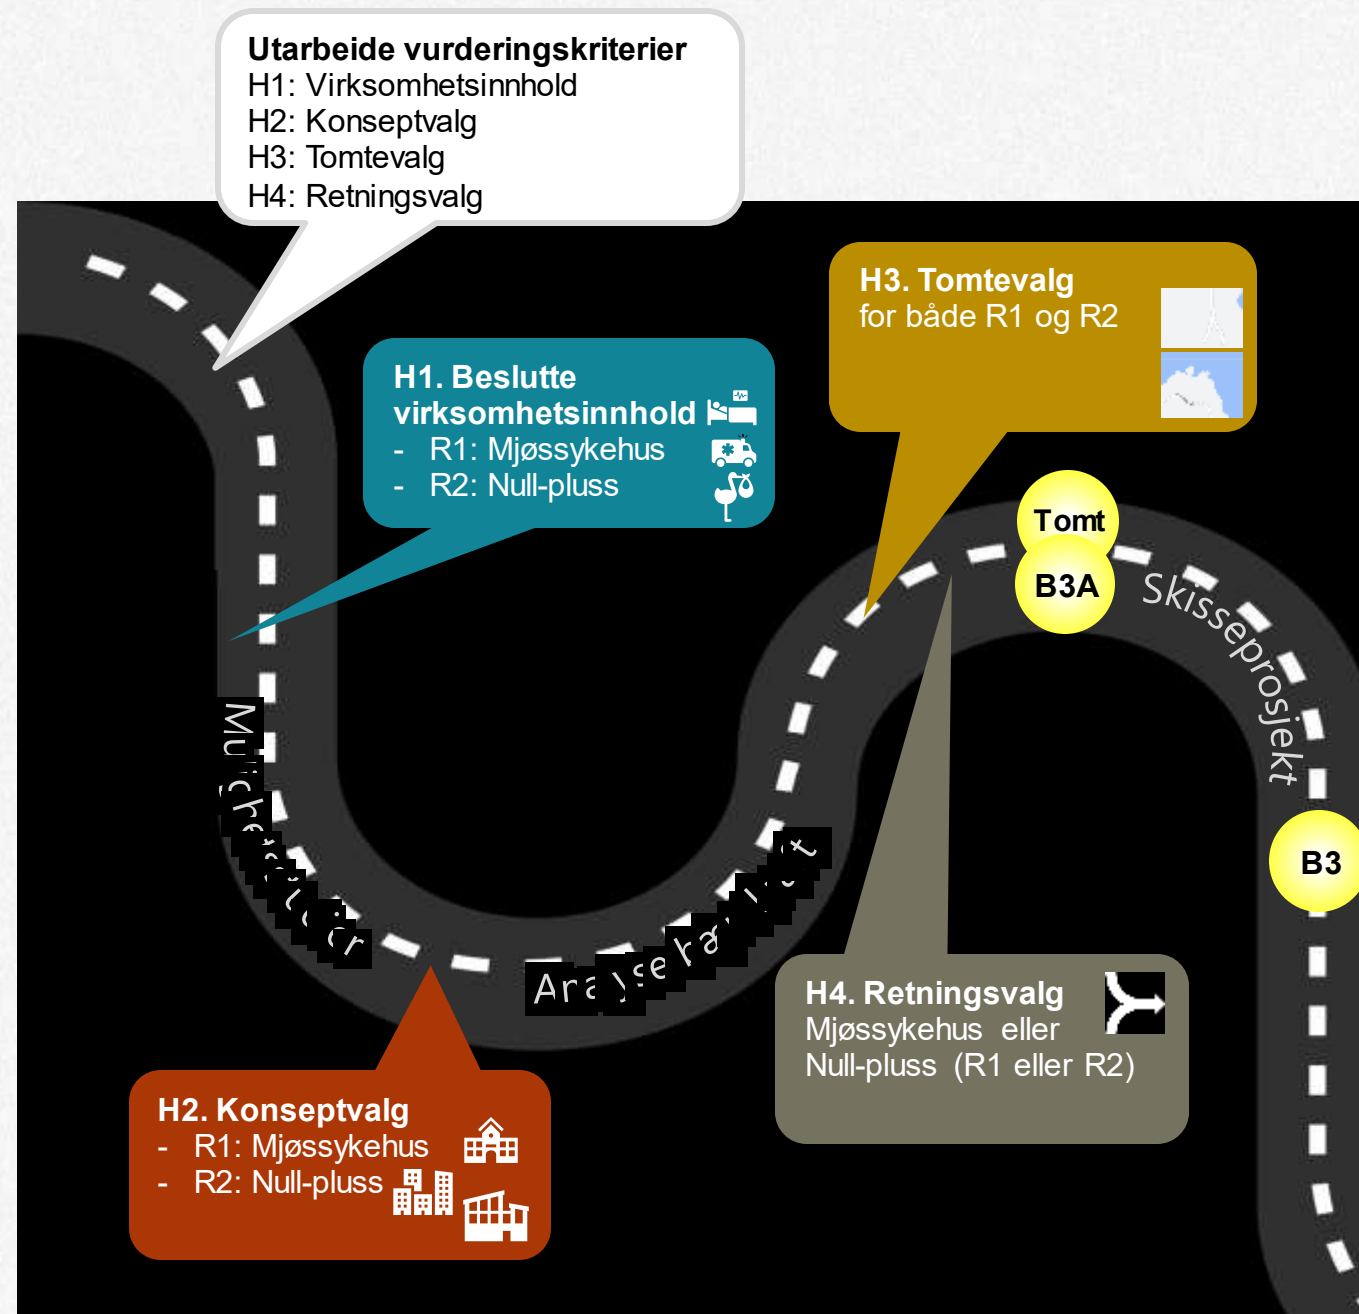 Utarbeide vurderingskriterier
H1: Virksomhetsinnhold
H2: Konseptvalg
H3: Tomtevalg
H4: Retningsvalg
H3. Tomtevalg
for både R1 og R2
H1. Beslutte
virksomhetsinnhold
- R1: Mjøssykehus
- R2: Null-pluss
Tomt
B3A
Skisseprosjekt
B3
H4. Retningsvalg
Mjøssykehus eller
Null-pluss (R1 eller R2)
H2. Konseptvalg
- R1: Mjøssykehus
- R2: Null-pluss